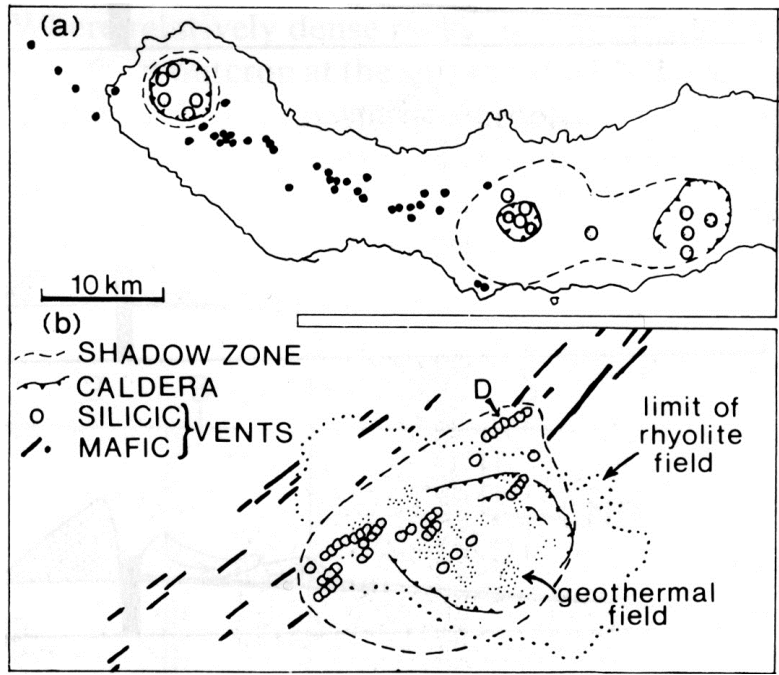 (a)
10 km
(b)
SHADOW ZONE
CALDERA
SILICIC
MAFIC
VENTS
D
limit of
rhyolite
field
geothermal
field